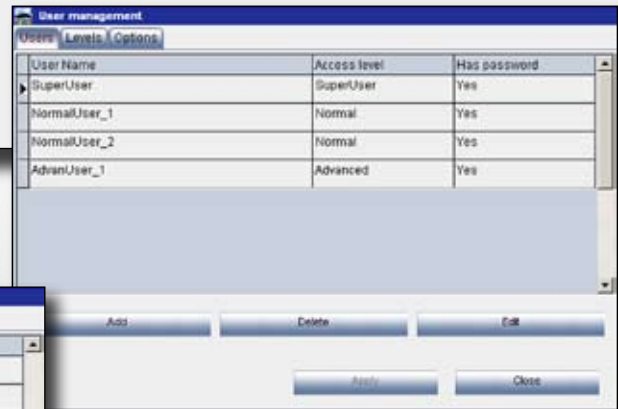 User management
Users Levels Options
User Name Access level Has password
SuperUser SuperUser Yes
NormalUser_1 Normal Yes
NormalUser_2 Normal Yes
AdvanUser_1 Advanced Yes
Add Delete Edit
Apply Close